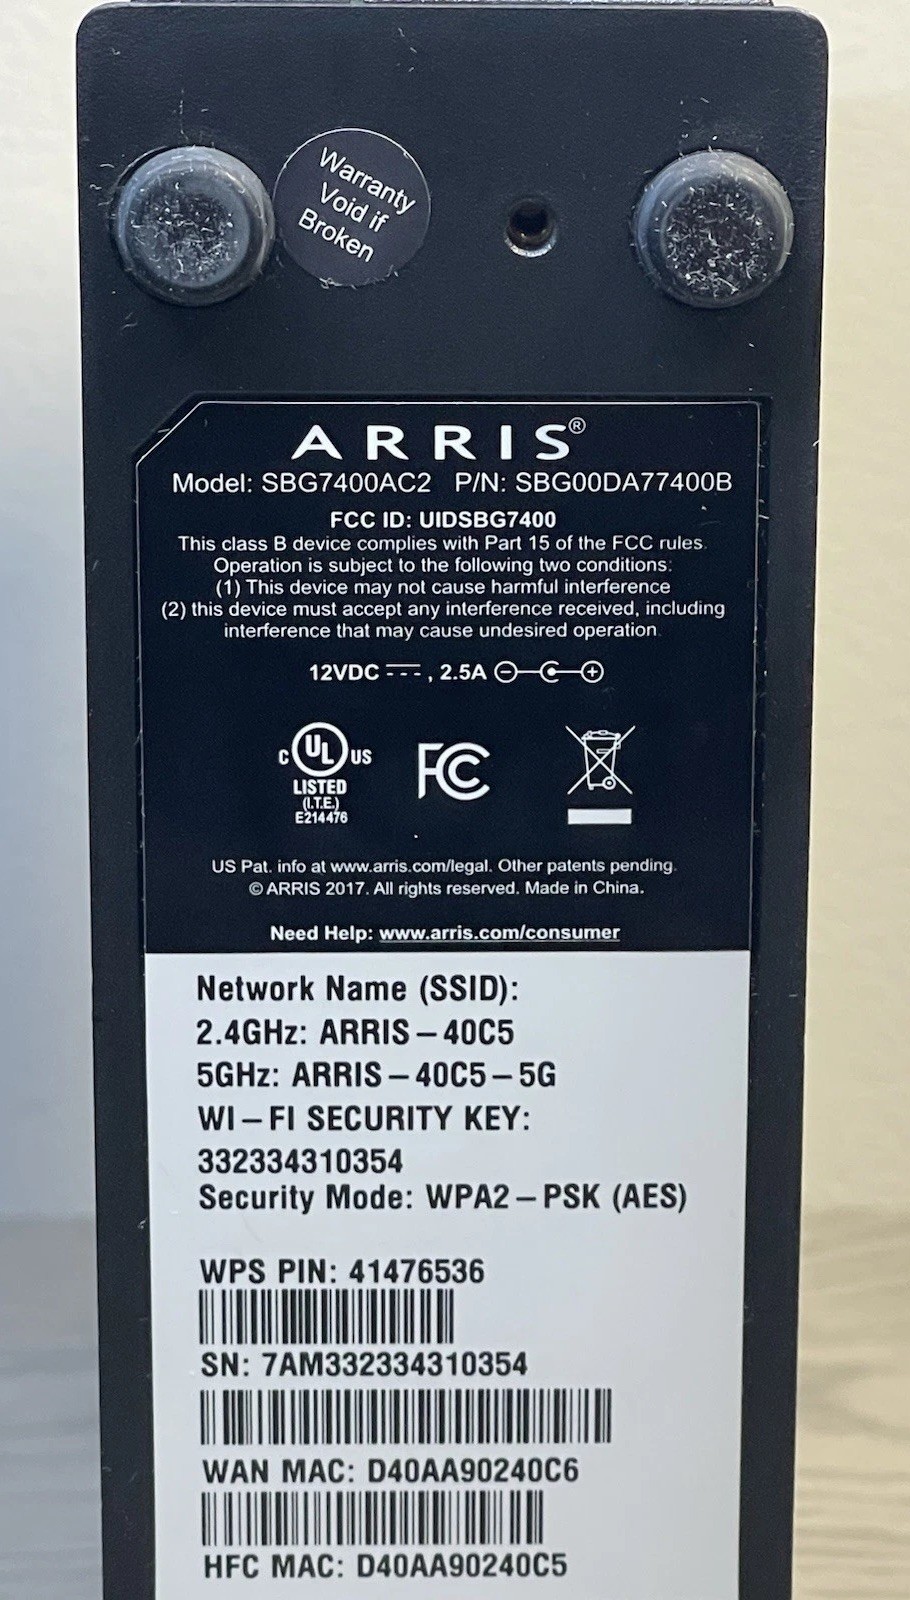 Warranty
Void if
Broken
ARRIS®
Model: SBG7400AC2 P/N: SBG00DA77400B
FCC ID: UIDSBG7400
This class B device complies with Part 15 of the FCC rules.
Operation is subject to the following two conditions:
(1) This device may not cause harmful interference
(2) this device must accept any interference received, including
interference that may cause undesired operation.
12VDC ⎓, 2.5A
C UL US
LISTED
(I.T.E.)
E214476
FC
US Pat. info at www.arris.com/legal. Other patents pending.
© ARRIS 2017. All rights reserved. Made in China.
Need Help: www.arris.com/consumer
Network Name (SSID):
2.4GHz: ARRIS–40C5
5GHz: ARRIS–40C5–5G
WI–FI SECURITY KEY:
332334310354
Security Mode: WPA2–PSK (AES)
WPS PIN: 41476536
SN: 7AM332334310354
WAN MAC: D40AA90240C6
HFC MAC: D40AA90240C5